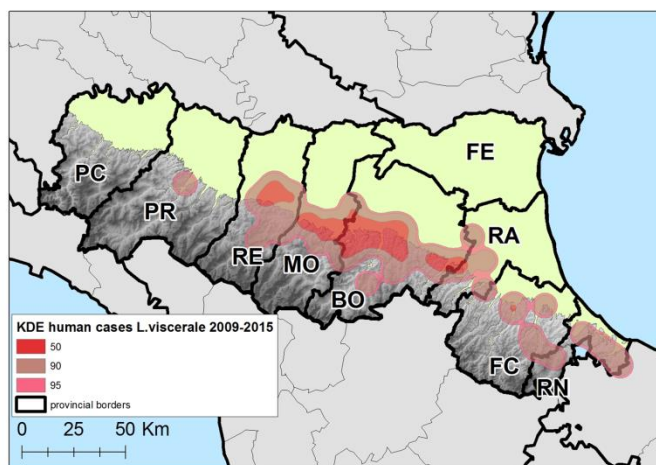 PC
PR
RE
MO
BO
FE
RA
FC
RN
KDE human cases L.viscerale 2009-2015
50
90
95
provincial borders
0 25 50 Km